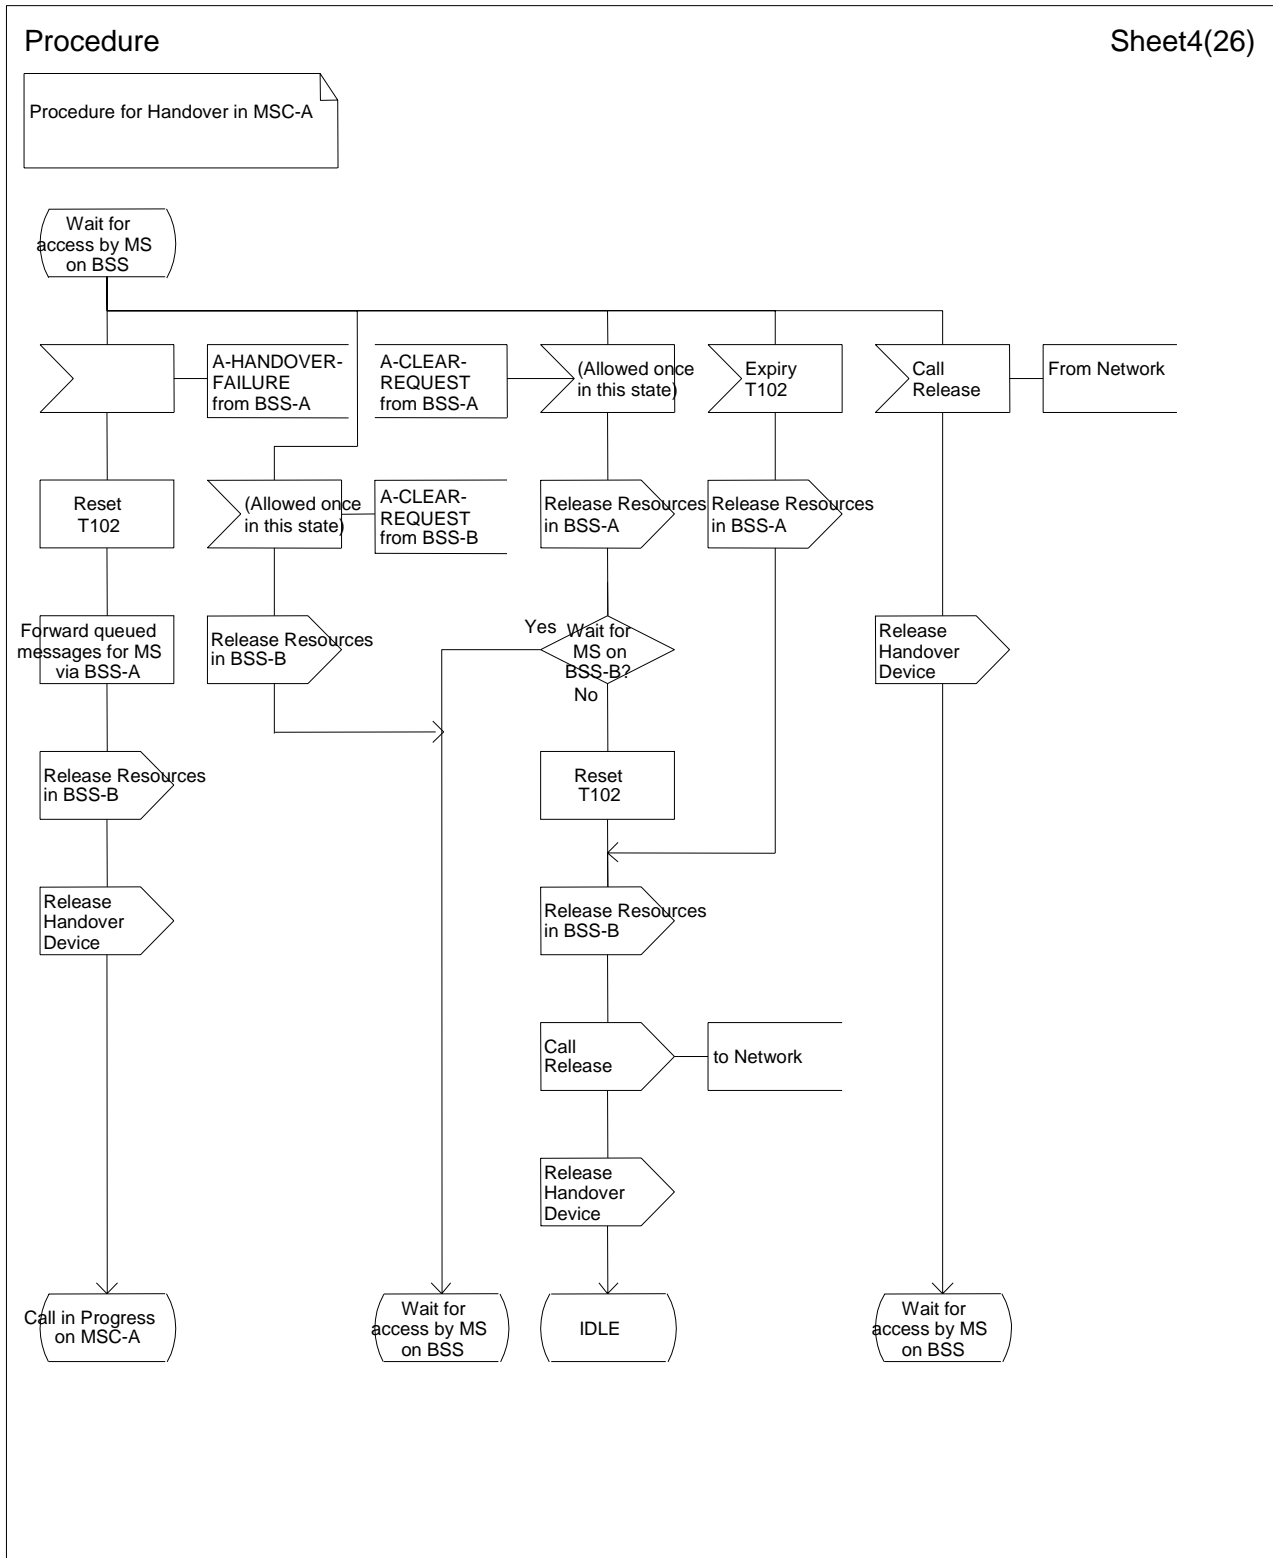 Procedure
Sheet4(26)
Procedure for Handover in MSC-A
Wait for
access by MS
on BSS
A-HANDOVER-
FAILURE
from BSS-A
A-CLEAR-
REQUEST
from BSS-A
(Allowed once
in this state)
Expiry
T102
Call
Release
From Network
Reset
T102
(Allowed once
in this state)
A-CLEAR-
REQUEST
from BSS-B
Release Resources
in BSS-A
Release Resources
in BSS-A
Forward queued
messages for MS
via BSS-A
Release Resources
in BSS-B
Yes
Wait for
MS on
BSS-B?
No
Release
Handover
Device
Release Resources
in BSS-B
Reset
T102
Release
Handover
Device
Release Resources
in BSS-B
Call
Release
to Network
Release
Handover
Device
Call in Progress
on MSC-A
Wait for
access by MS
on BSS
IDLE
Wait for
access by MS
on BSS